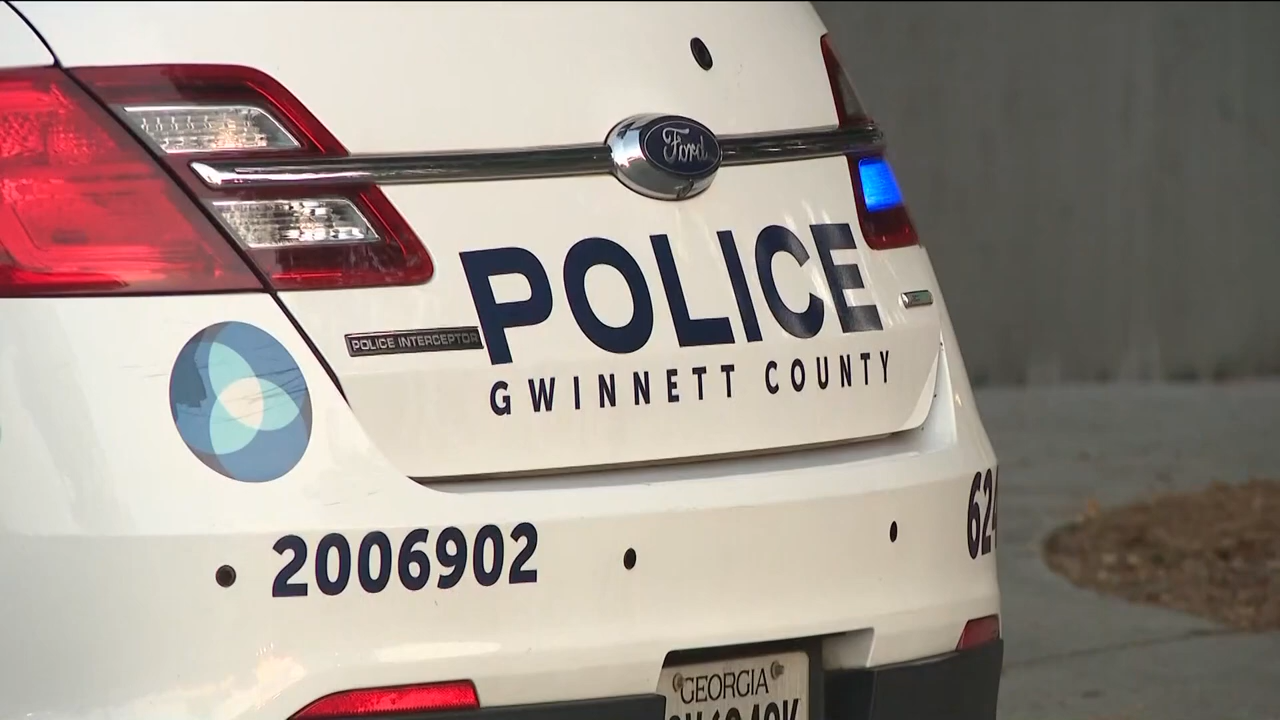 Ford
POLICE
POLICE INTERCEPTOR
GWINNETT COUNTY
2006902
GEORGIA